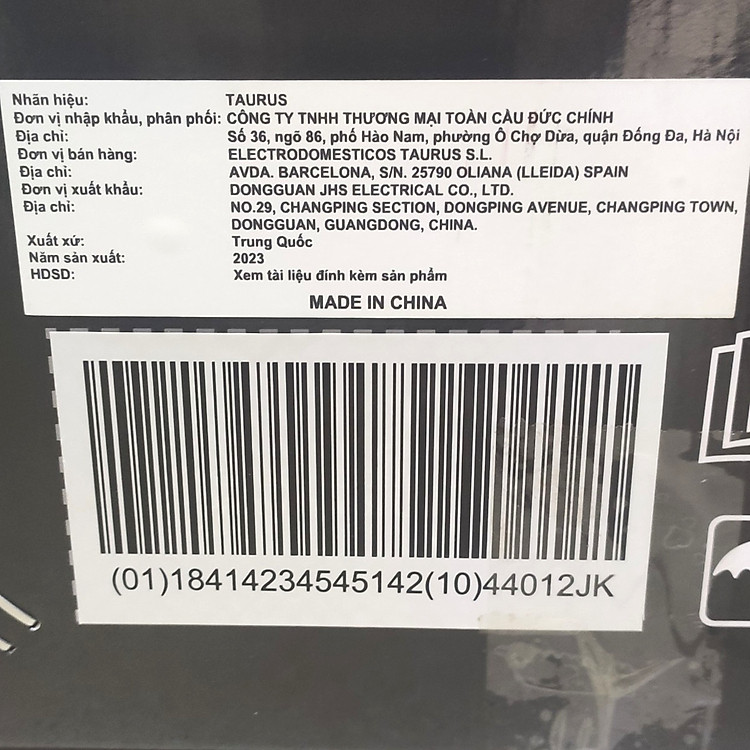 Nhãn hiệu: TAURUS
Đơn vị nhập khẩu, phân phối: CÔNG TY TNHH THƯƠNG MẠI TOÀN CẦU ĐỨC CHÍNH
Địa chỉ: Số 36, ngõ 86, phố Hào Nam, phường Ô Chợ Dừa, quận Đống Đa, Hà Nội
Đơn vị bán hàng: ELECTRODOMESTICOS TAURUS S.L.
Địa chỉ: AVDA. BARCELONA, S/N. 25790 OLIANA (LLEIDA) SPAIN
Đơn vị xuất khẩu: DONGGUAN JHS ELECTRICAL CO., LTD.
Địa chỉ: NO.29, CHANGPING SECTION, DONGPING AVENUE, CHANGPING TOWN,
DONGGUAN, GUANGDONG, CHINA.
Xuất xứ: Trung Quốc
Năm sản xuất: 2023
HDSD: Xem tài liệu đính kèm sản phẩm
MADE IN CHINA
(01)18414234545142(10)44012JK